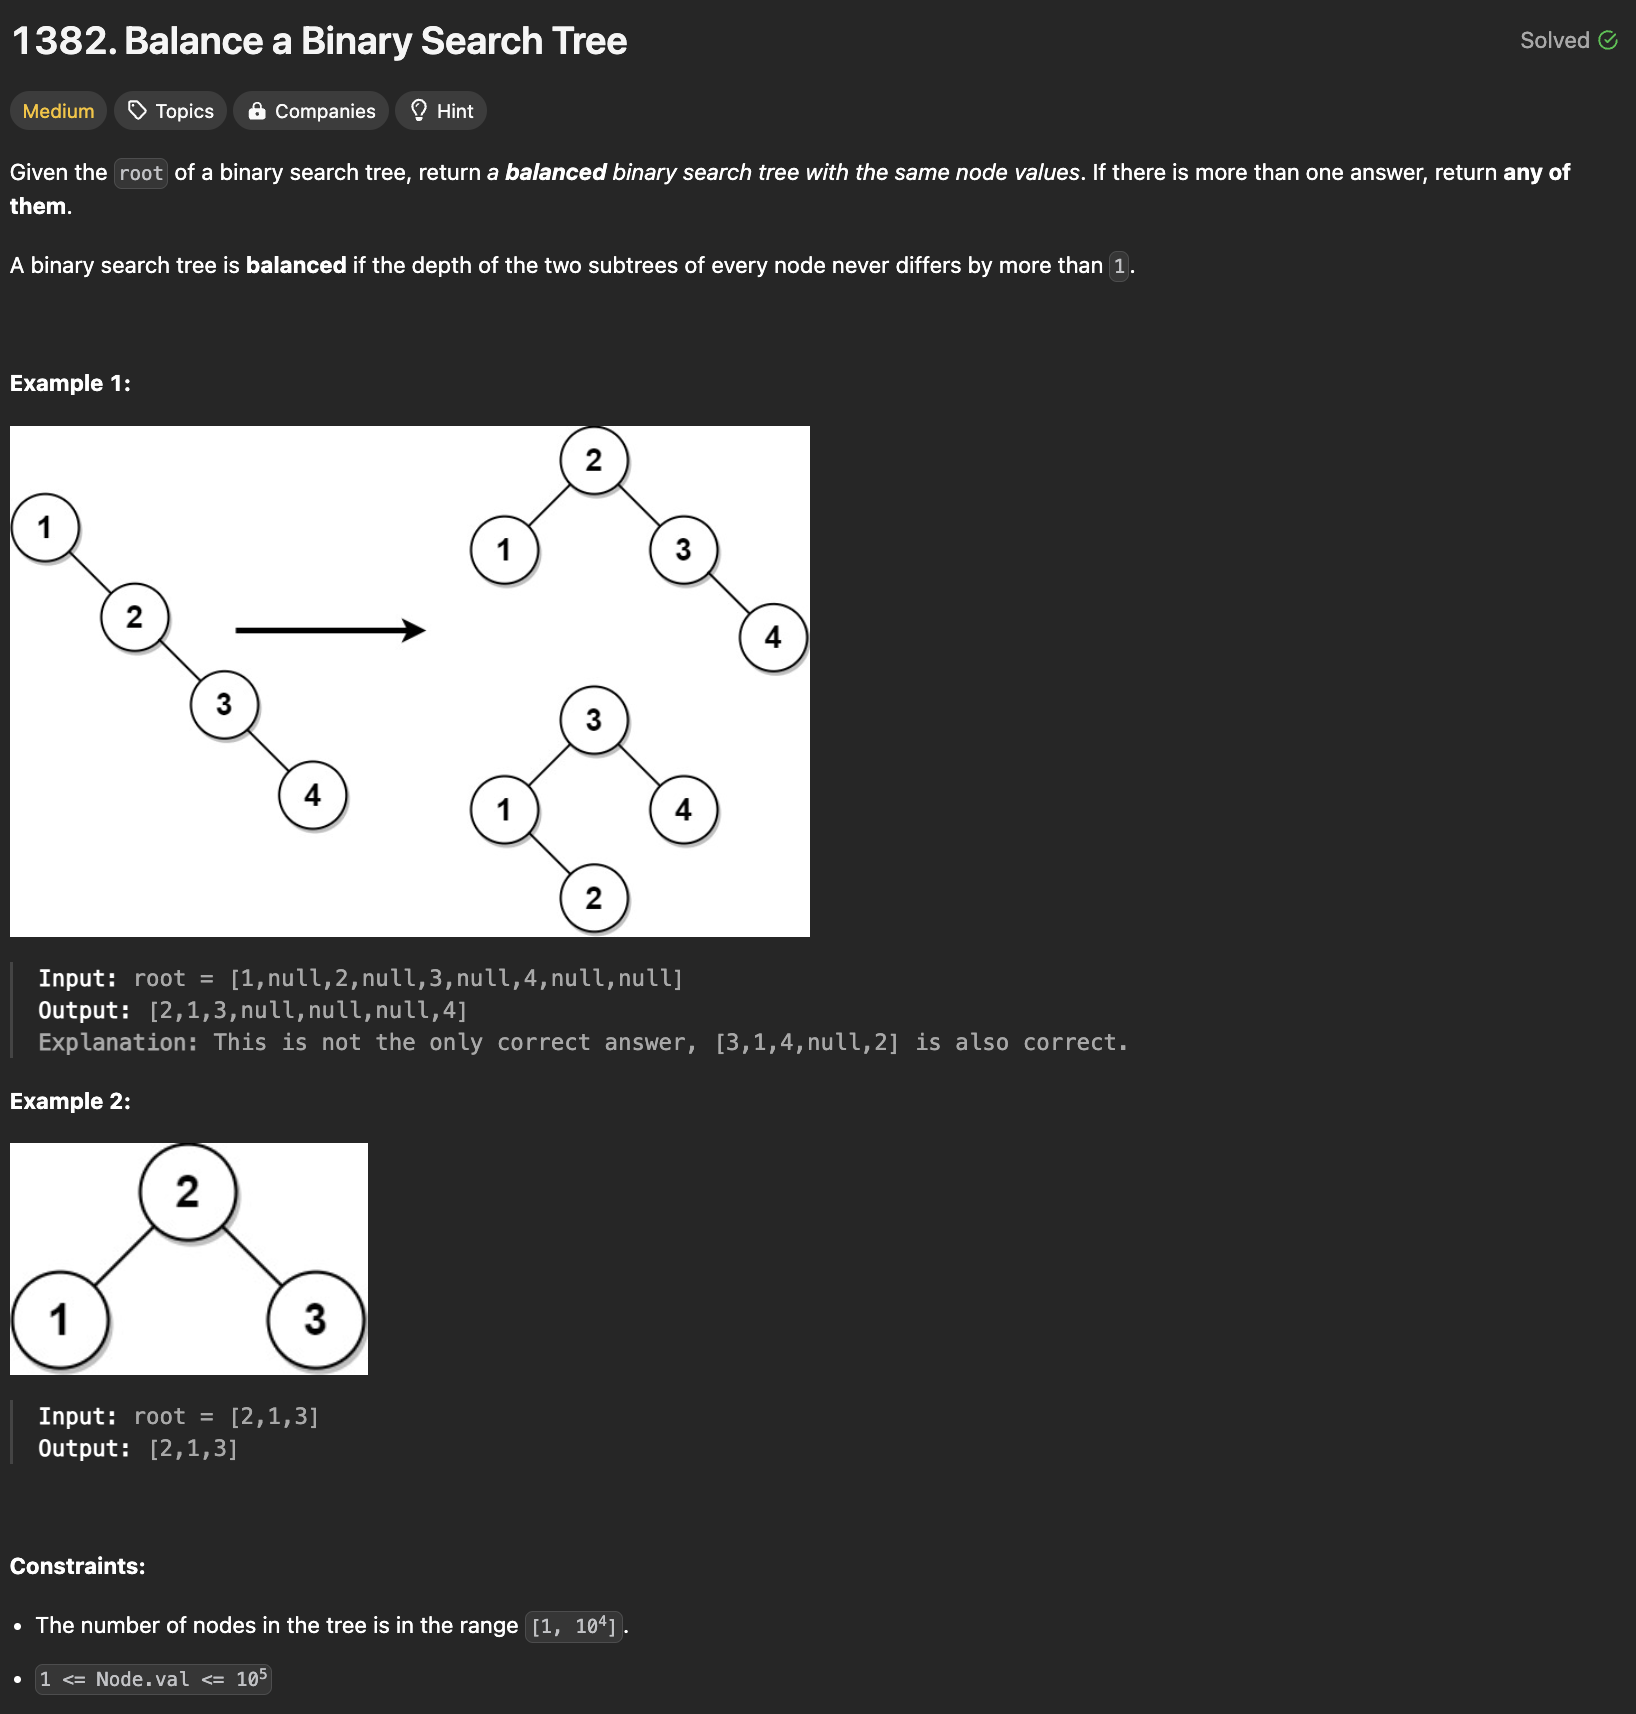 1382. Balance a Binary Search Tree
Solved
Medium
Topics
Companies
Hint
Given the root of a binary search tree, return a balanced binary search tree with the same node values. If there is more than one answer, return any of
them.
A binary search tree is balanced if the depth of the two subtrees of every node never differs by more than 1.
Example 1:
1
2
3
4
2
1
3
4
3
1
4
2
Input: root = [1,null,2,null,3,null,4,null,null]
Output: [2,1,3,null,null,null,4]
Explanation: This is not the only correct answer, [3,1,4,null,2] is also correct.
Example 2:
2
1
3
Input: root = [2,1,3]
Output: [2,1,3]
Constraints:
• The number of nodes in the tree is in the range [1, 10⁴].
• 1 <= Node.val <= 10⁵